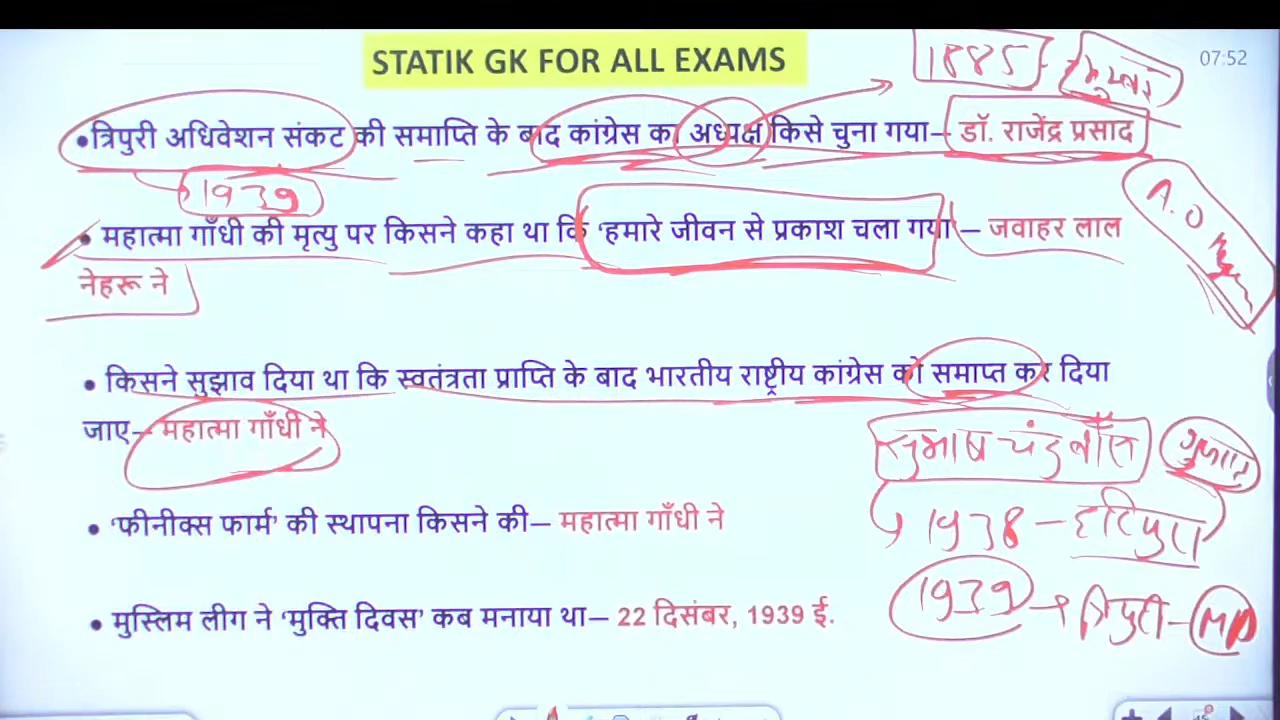 STATIK GK FOR ALL EXAMS
1885 - मुम्बई
07:52
•त्रिपुरी अधिवेशन संकट की समाप्ति के बाद कांग्रेस का अध्यक्ष किसे चुना गया– डॉ. राजेंद्र प्रसाद
1939
A.O
• महात्मा गाँधी की मृत्यु पर किसने कहा था कि 'हमारे जीवन से प्रकाश चला गया – जवाहर लाल
नेहरू ने
• किसने सुझाव दिया था कि स्वतंत्रता प्राप्ति के बाद भारतीय राष्ट्रीय कांग्रेस को समाप्त कर दिया
जाए– महात्मा गाँधी ने
सुभाष चंद्र बोस गुजरात
• 'फीनीक्स फार्म' की स्थापना किसने की– महात्मा गाँधी ने
1938 – हरिपुरा
• मुस्लिम लीग ने 'मुक्ति दिवस' कब मनाया था– 22 दिसंबर, 1939 ई.
1939 → त्रिपुरी – MP